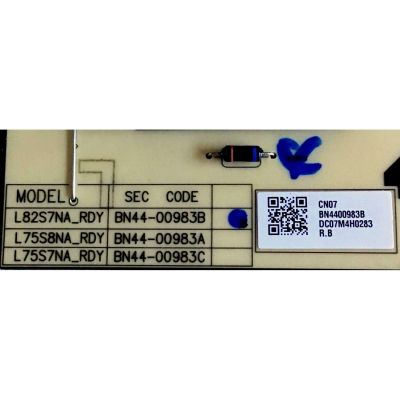 MODEL SEC CODE
L82S7NA_RDY BN44-00983B
L75S8NA_RDY BN44-00983A
L75S7NA_RDY BN44-00983C
CN07
BN4400983B
DC07M4H0283
R.B